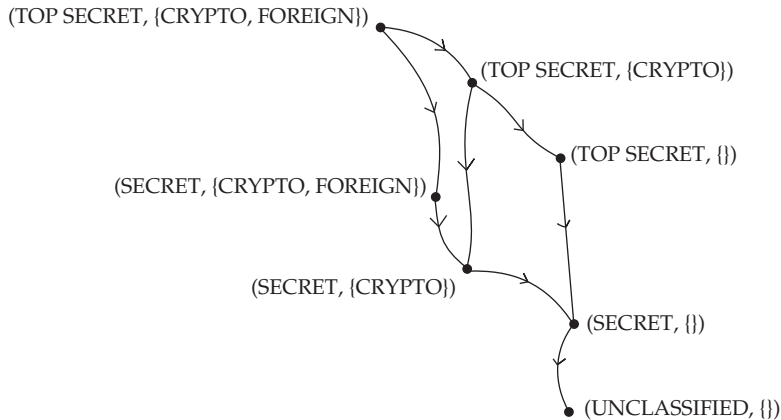 (TOP SECRET, {CRYPTO, FOREIGN})
(TOP SECRET, {CRYPTO})
(TOP SECRET, {})
(SECRET, {CRYPTO, FOREIGN})
(SECRET, {CRYPTO})
(SECRET, {})
(UNCLASSIFIED, {})